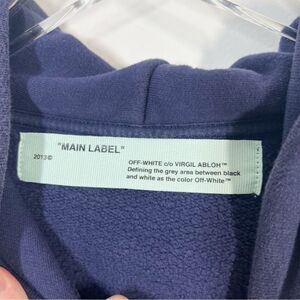 "MAIN LABEL"
2013©
OFF-WHITE c/o VIRGIL ABLOH™
Defining the grey area between black
and white as the color Off-White™